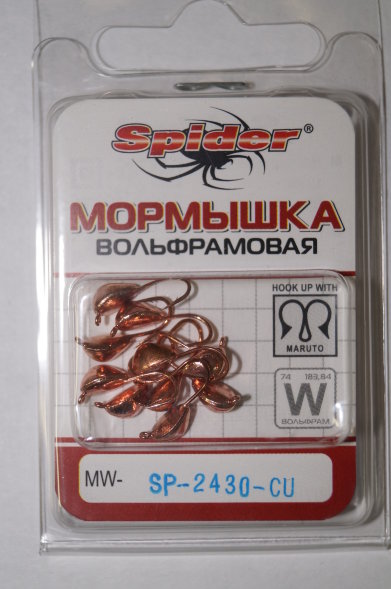 Spider®
МОРМЫШКА
ВОЛЬФРАМОВАЯ
HOOK UP WITH
MARUTO
74 183,84
W
ВОЛЬФРАМ
MW- SP-2430-CU